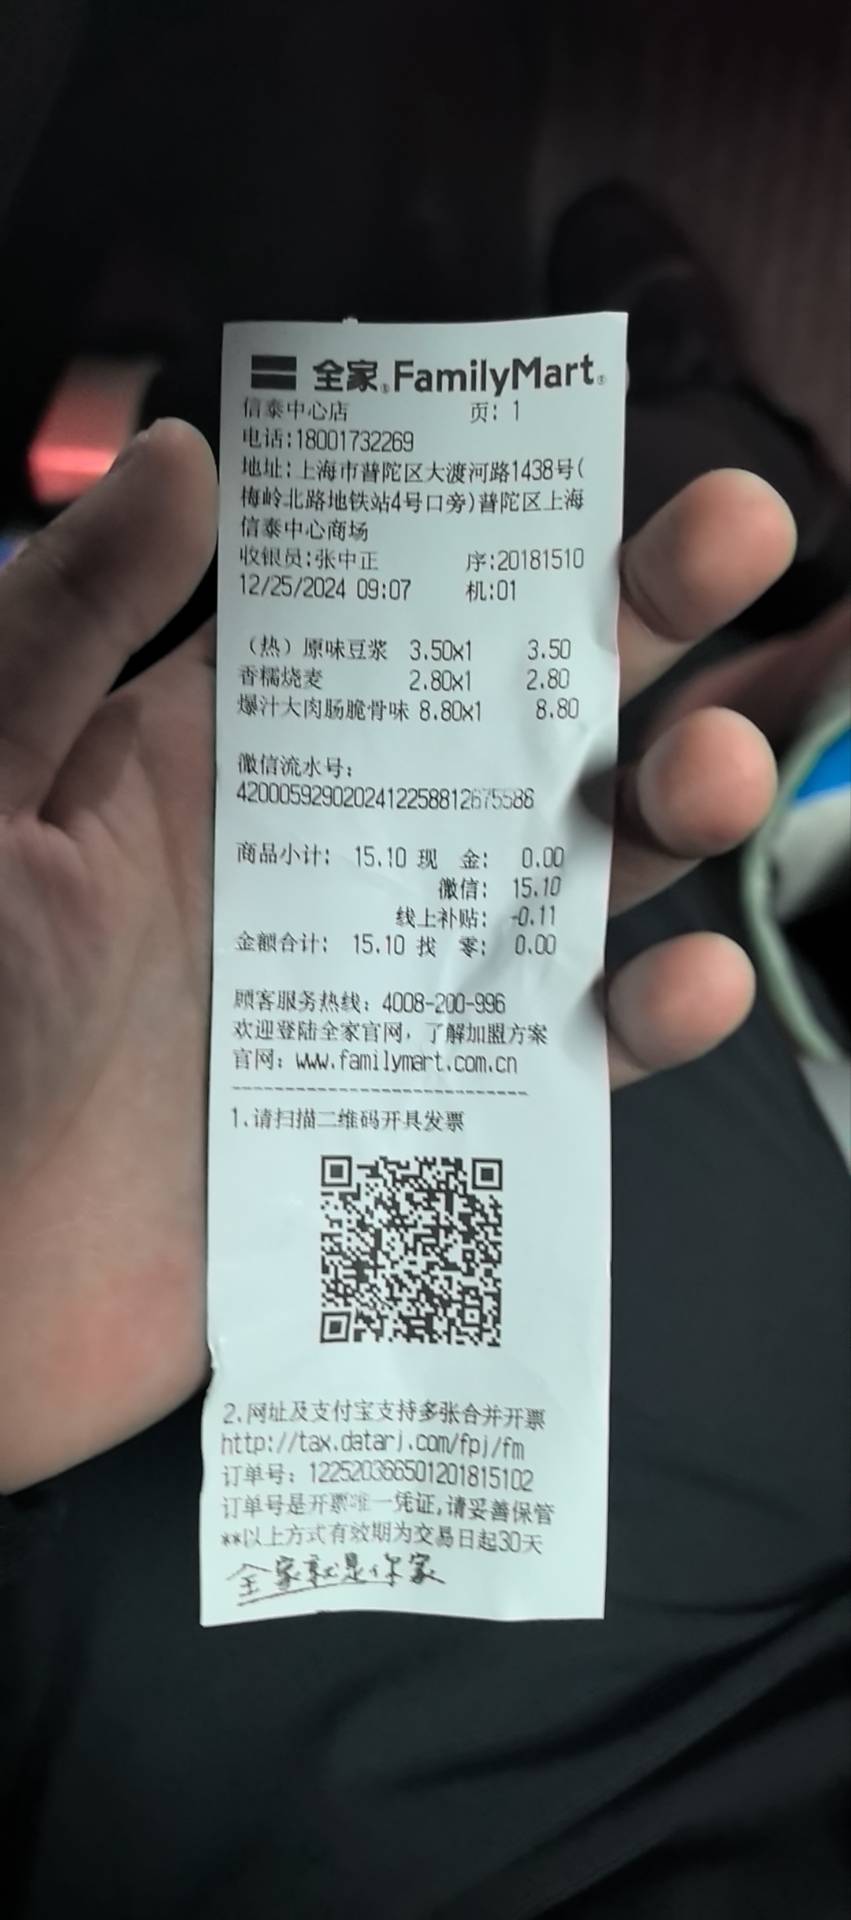 全家 FamilyMart
信泰中心店 页: 1
电话:18001732269
地址:上海市普陀区大渡河路1438号(
梅岭北路地铁站4号口旁)普陀区上海
信泰中心商场
收银员:张中正 序:20181510
12/25/2024 09:07 机:01
(热)原味豆浆 3.50x1 3.50
香糯烧麦 2.80x1 2.80
爆汁大肉肠脆骨味 8.80x1 8.80
微信流水号:
4200059290202412258812675586
商品小计: 15.10 现 金: 0.00
微信: 15.10
线上补贴: -0.11
金额合计: 15.10 找 零: 0.00
顾客服务热线: 4008-200-996
欢迎登陆全家官网,了解加盟方案
官网: www.familymart.com.cn
1.请扫描二维码开具发票
2.网址及支付宝支持多张合并开票
http://tax.datarj.com/fpj/fm
订单号: 122520366501201815102
订单号是开票唯一凭证,请妥善保管
**以上方式有效期为交易日起30天
全家就是你家